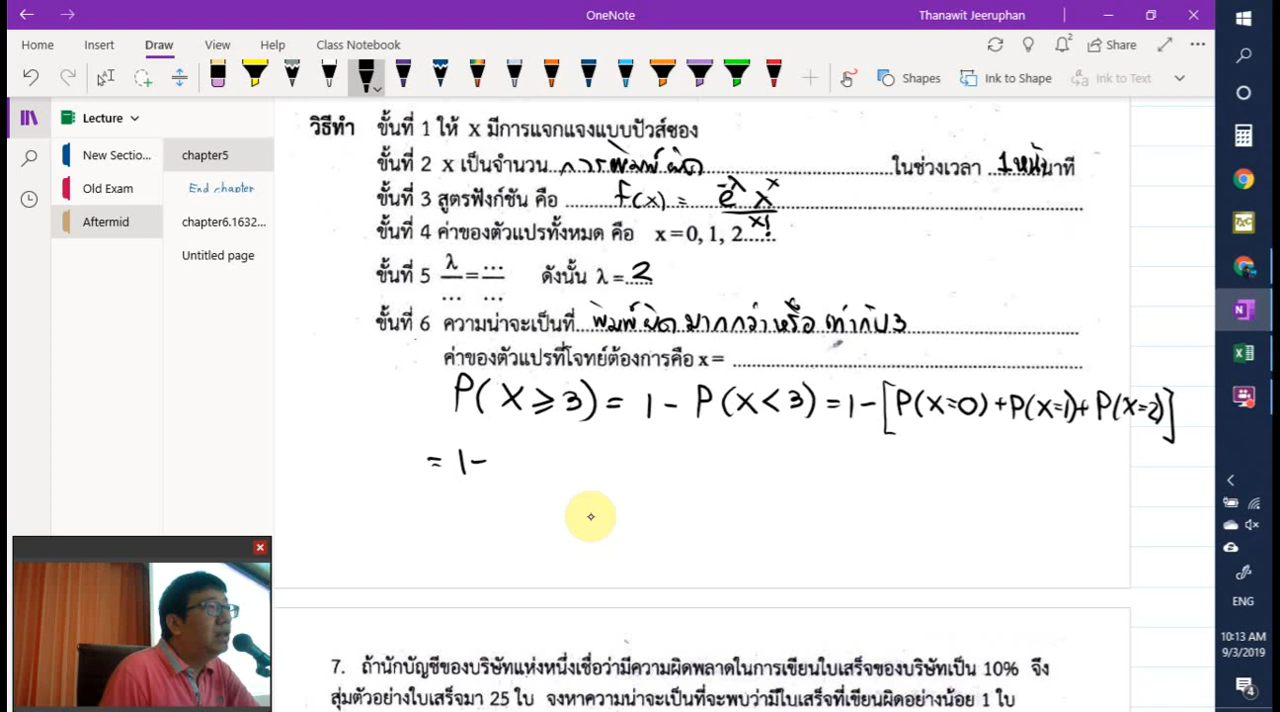 OneNote
Thanawit Jeeruphan
Home Insert Draw View Help Class Notebook
2 Share
Shapes Ink to Shape Ink to Text
Lecture
New Sectio... chapter5
Old Exam End chapter
Aftermid chapter6.1632...
Untitled page
วิธีทำ ขั้นที่ 1 ให้ x มีการแจกแจงแบบปัวส์ซอง
ขั้นที่ 2 x เป็นจำนวน...การพิมพ์ผิด...ในช่วงเวลา 1 หน้า นาที
ขั้นที่ 3 สูตรฟังก์ชัน คือ ... f(x) = e^-λ λ^x / x!
ขั้นที่ 4 ค่าของตัวแปรทั้งหมด คือ x = 0, 1, 2......
ขั้นที่ 5 λ/... = .../... ดังนั้น λ = 2
ขั้นที่ 6 ความน่าจะเป็นที่...พิมพ์ผิดมากกว่าหรือเท่ากับ 3
ค่าของตัวแปรที่โจทย์ต้องการคือ x = ...
P(X ≥ 3) = 1 - P(X < 3) = 1 - [P(X=0) + P(X=1) + P(X=2)]
= 1 -
7. ถ้านักบัญชีของบริษัทแห่งหนึ่งเชื่อว่ามีความผิดพลาดในการเขียนใบเสร็จของบริษัทเป็น 10% จึง
สุ่มตัวอย่างใบเสร็จมา 25 ใบ จงหาความน่าจะเป็นที่จะพบว่ามีใบเสร็จที่เขียนผิดอย่างน้อย 1 ใบ
ENG
10:13 AM
9/3/2019
4